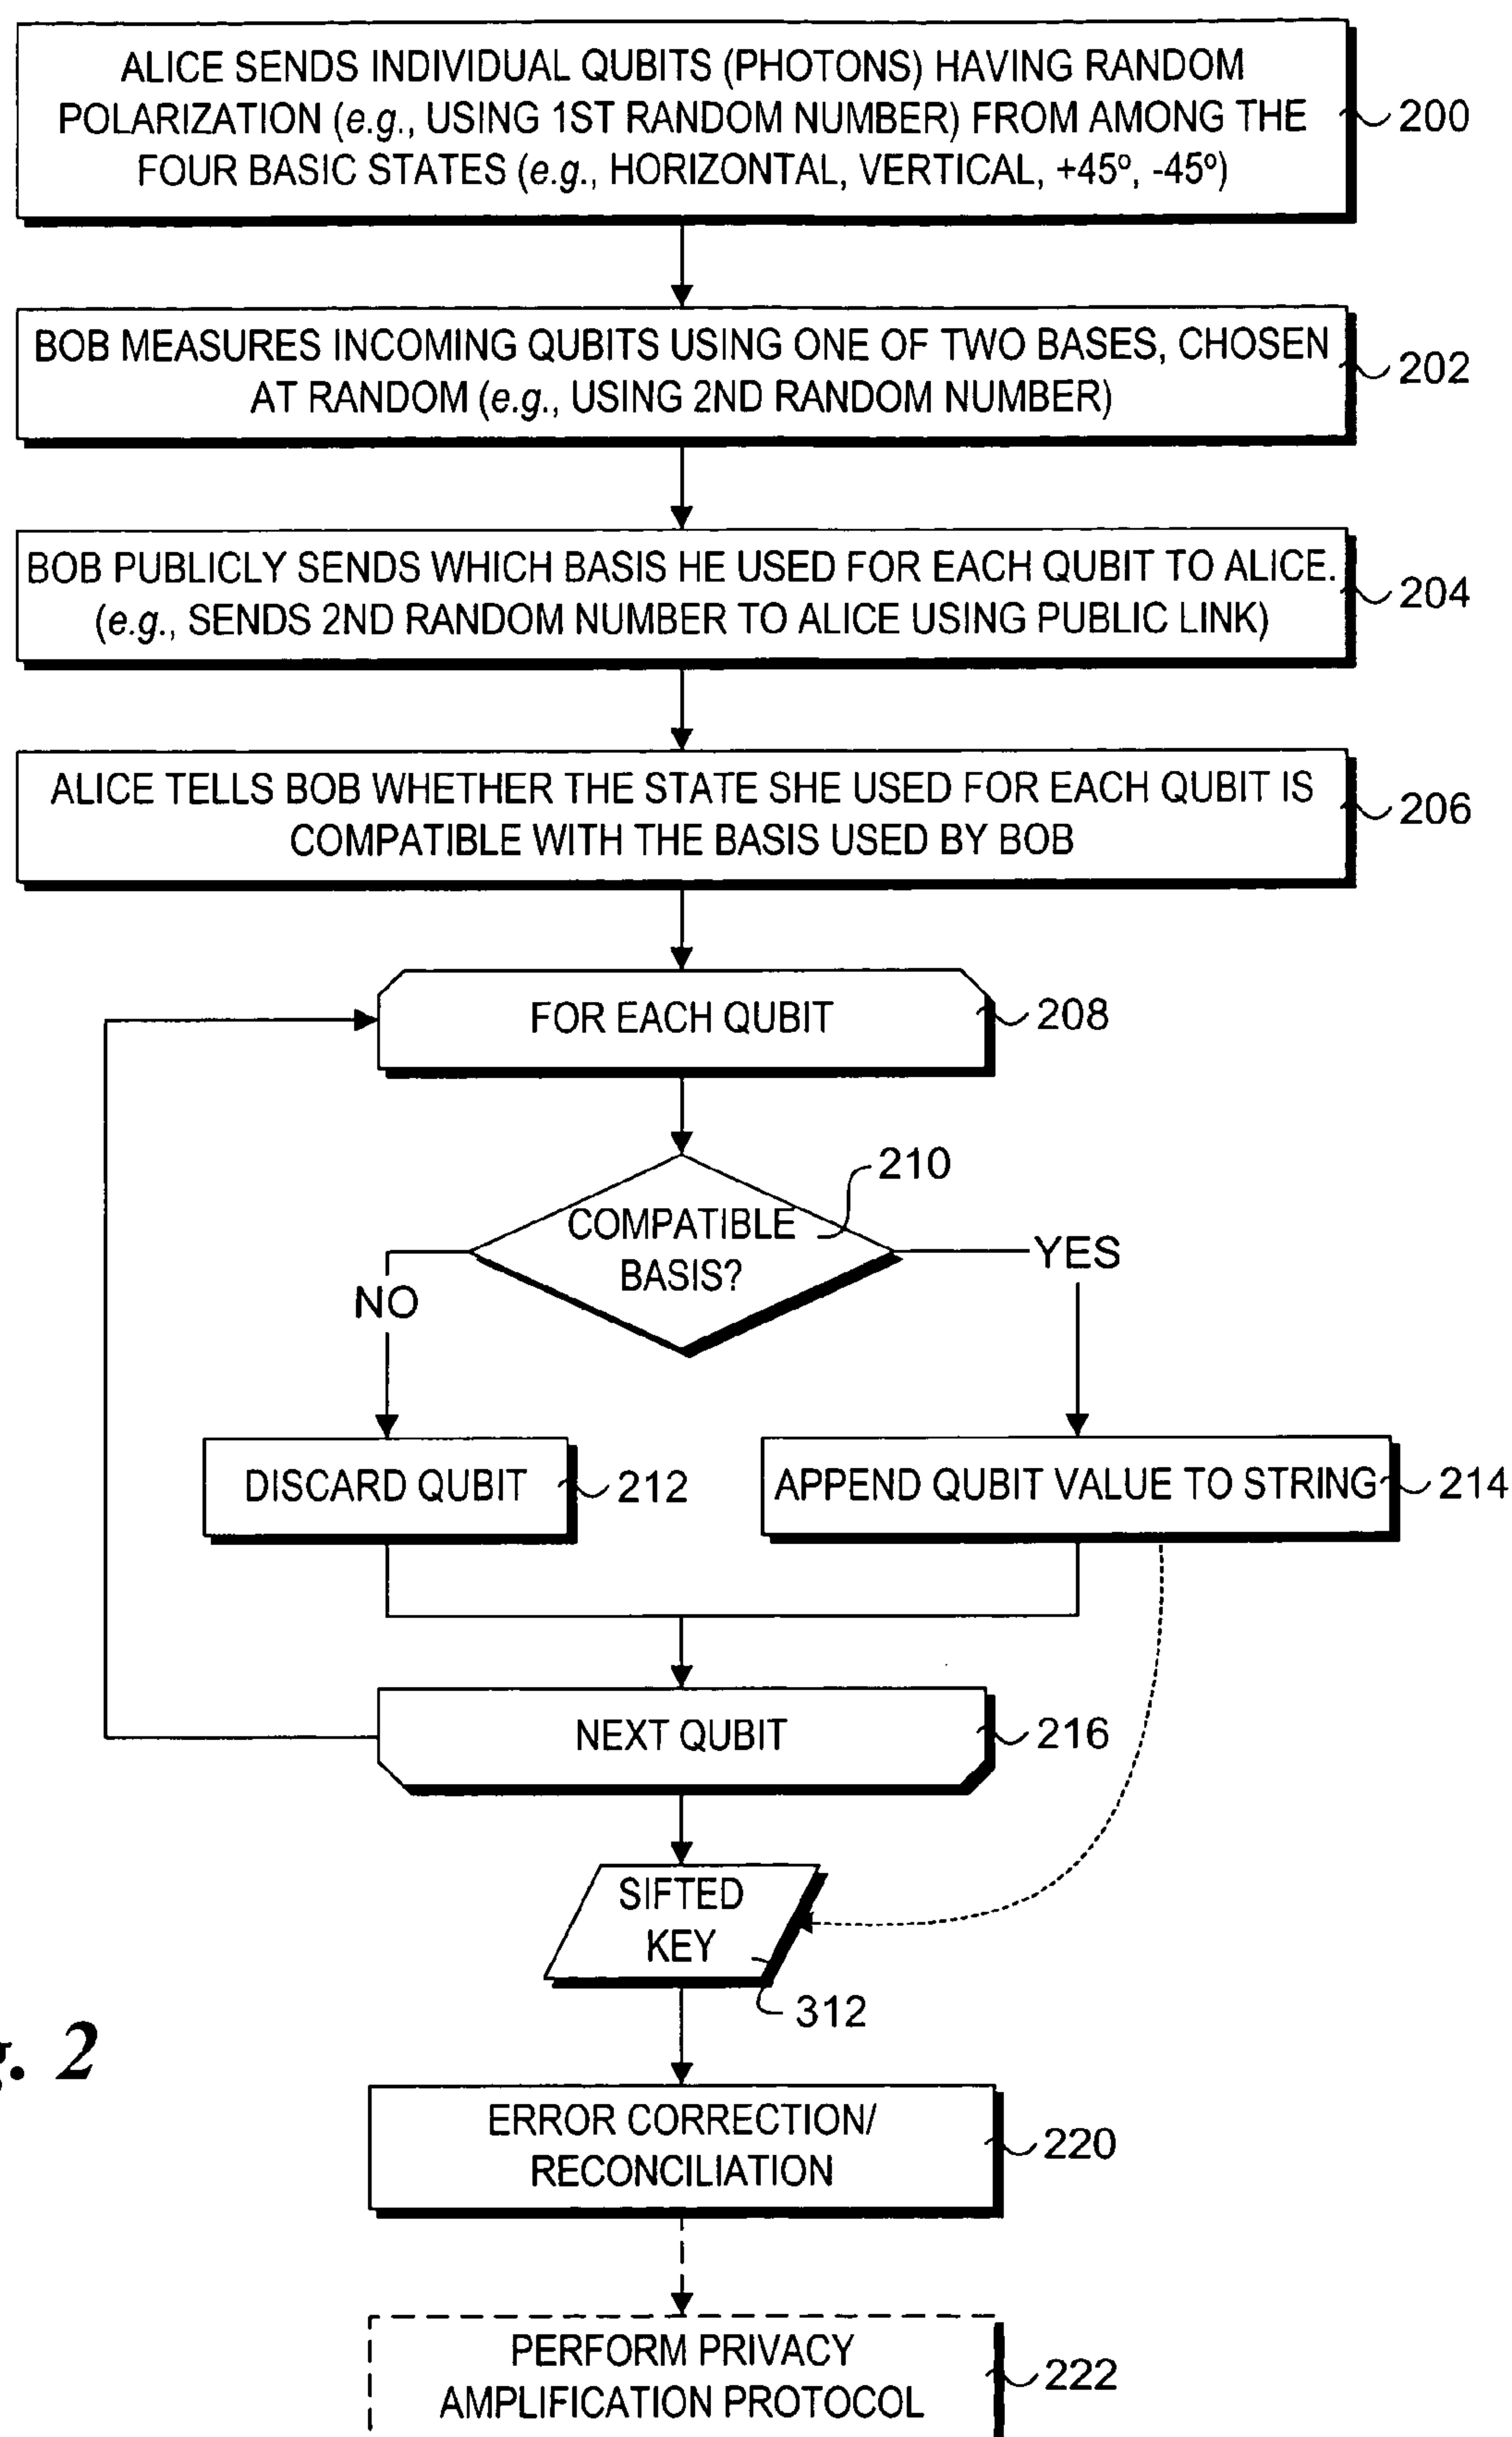 ALICE SENDS INDIVIDUAL QUBITS (PHOTONS) HAVING RANDOM
POLARIZATION (e.g., USING 1ST RANDOM NUMBER) FROM AMONG THE
FOUR BASIC STATES (e.g., HORIZONTAL, VERTICAL, +45º, -45º)
200
BOB MEASURES INCOMING QUBITS USING ONE OF TWO BASES, CHOSEN
AT RANDOM (e.g., USING 2ND RANDOM NUMBER)
202
BOB PUBLICLY SENDS WHICH BASIS HE USED FOR EACH QUBIT TO ALICE.
(e.g., SENDS 2ND RANDOM NUMBER TO ALICE USING PUBLIC LINK)
204
ALICE TELLS BOB WHETHER THE STATE SHE USED FOR EACH QUBIT IS
COMPATIBLE WITH THE BASIS USED BY BOB
206
FOR EACH QUBIT
208
210
COMPATIBLE
BASIS?
YES
NO
DISCARD QUBIT
212
APPEND QUBIT VALUE TO STRING
214
NEXT QUBIT
216
SIFTED
KEY
312
2
ERROR CORRECTION/
RECONCILIATION
220
PERFORM PRIVACY
AMPLIFICATION PROTOCOL
222